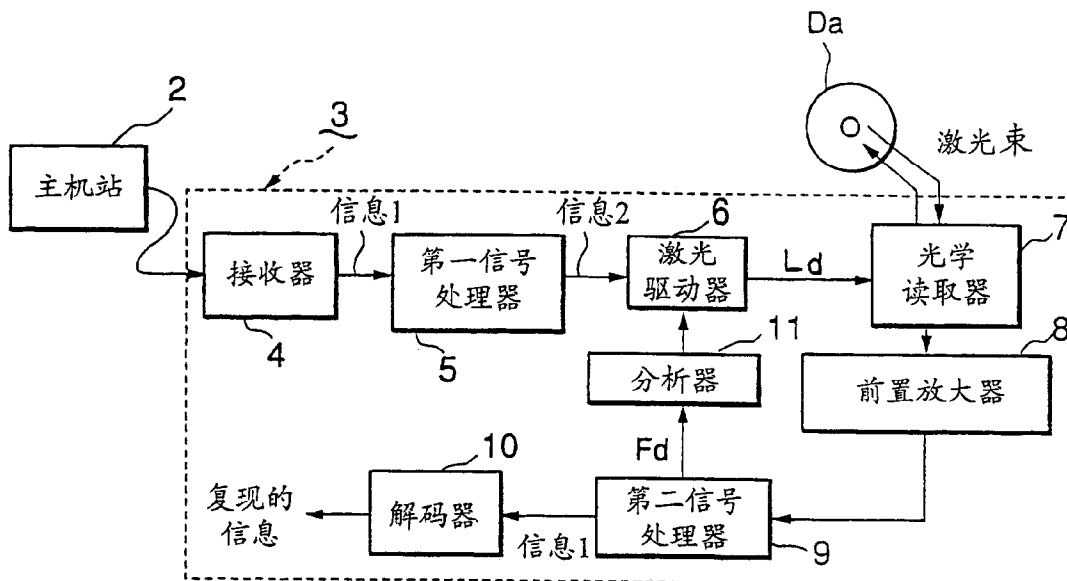 Da
2
3
主机站
激光束
信息1
信息2
6
7
接收器
第一信号
处理器
激光
驱动器
Ld
光学
读取器
4
5
11
8
分析器
前置放大器
10
Fd
复现的
信息
解码器
信息1
第二信号
处理器
9